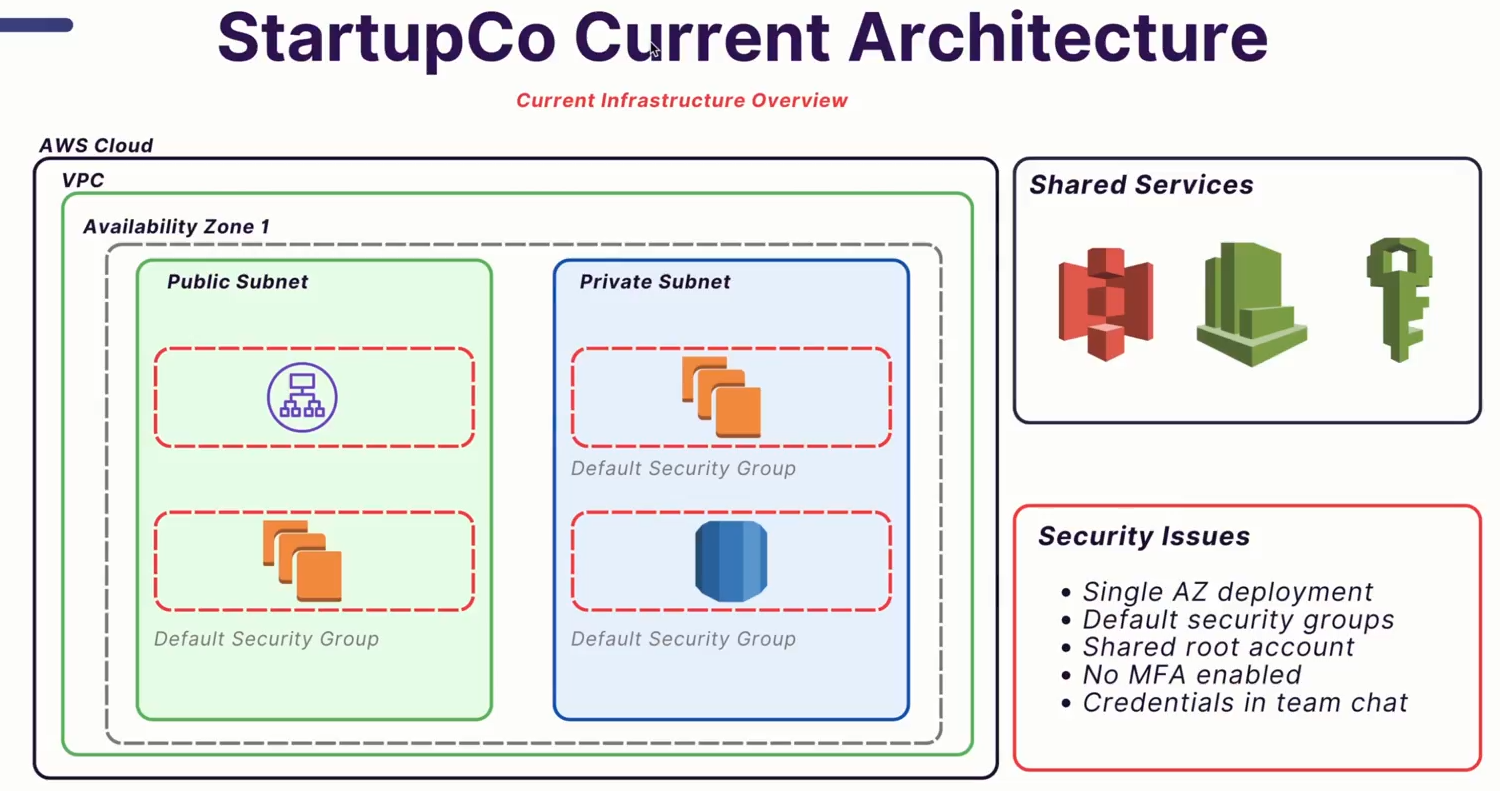 StartupCo Current Architecture
Current Infrastructure Overview
AWS Cloud
VPC
Availability Zone 1
Public Subnet
Default Security Group
Private Subnet
Default Security Group
Default Security Group
Shared Services
Security Issues
• Single AZ deployment
• Default security groups
• Shared root account
• No MFA enabled
• Credentials in team chat